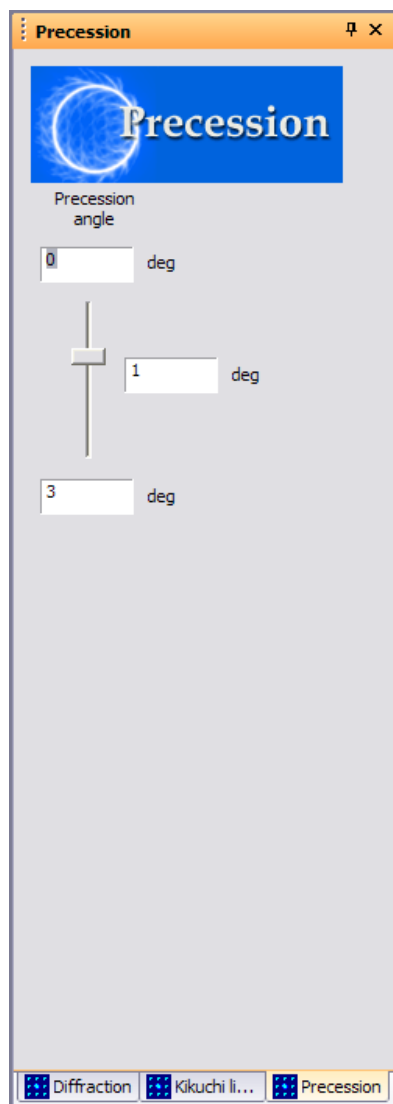 Precession
Precession
Precession
angle
0 deg
1 deg
3 deg
Diffraction Kikuchi li... Precession